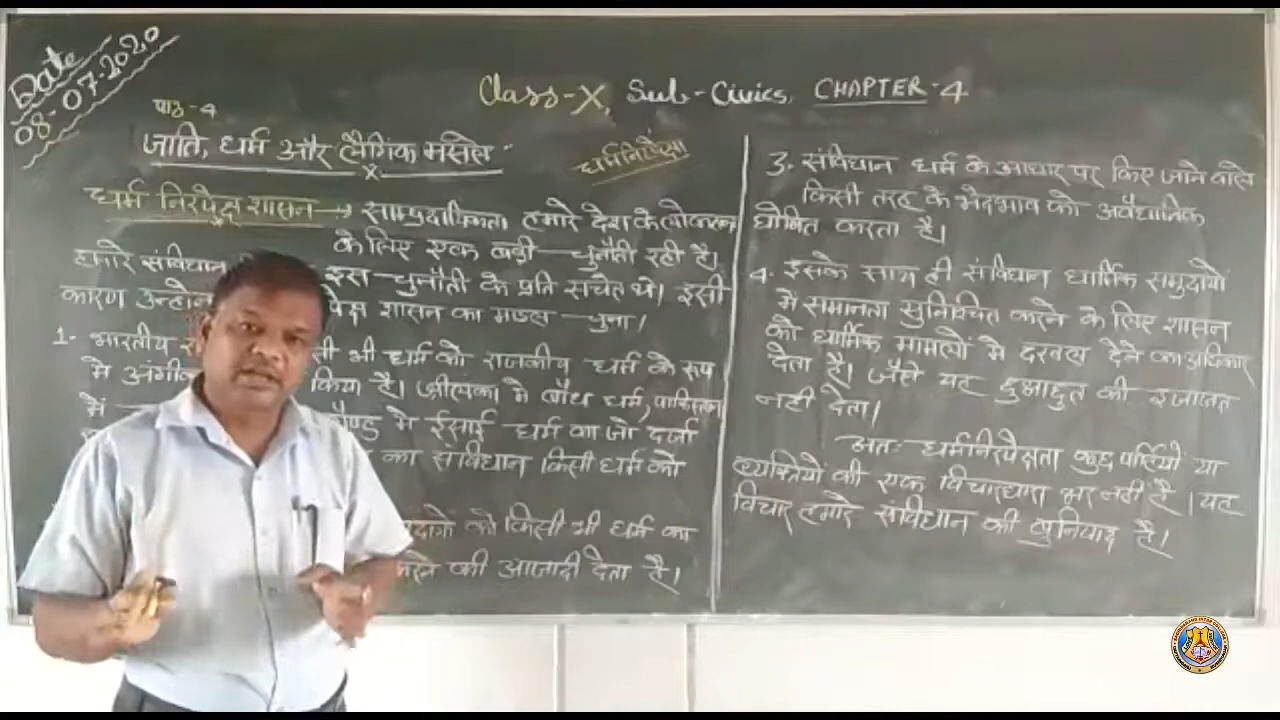 Date
08-07-2020
Class-X, Sub-Civics, CHAPTER-4
पाठ-4
जाति, धर्म और लैंगिक मसले
x
धर्मनिरपेक्ष शासन → साम्प्रदायिकता हमारे देश के लोकतन्त्र
के लिए एक बड़ी चुनौती रही है।
हमारे संविधान इस चुनौती के प्रति सचेत थे। इसी
कारण उन्होंने शासन का मडल चुना।
1. भारतीय भी धर्म को राजकीय धर्म के रूप
में किया है। श्रीलंका में बौध धर्म, पाकिस्तान
में में ईसाई धर्म का जो दर्जा
का संविधान किसी धर्म को
को किसी भी धर्म का
करने की आजादी देता है।
3. संविधान धर्म के आधार पर किए जाने वाले
किसी तरह के भेदभाव को अवैधानिक
घोषित करता है।
4. इसके साथ ही संविधान धार्मिक समुदायों
में समानता सुनिश्चित करने के लिए शासन
को धार्मिक मामलों में दखल देने का अधिकार
देता है। जैसे यह छुआछुत की इजाजत
नही देता।
अतः धर्मनिरपेक्षता कुछ पार्टियों या
व्यक्तियों की एक विचारधारा भर नहीं है। यह
विचार हमारे संविधान की बुनियाद है।